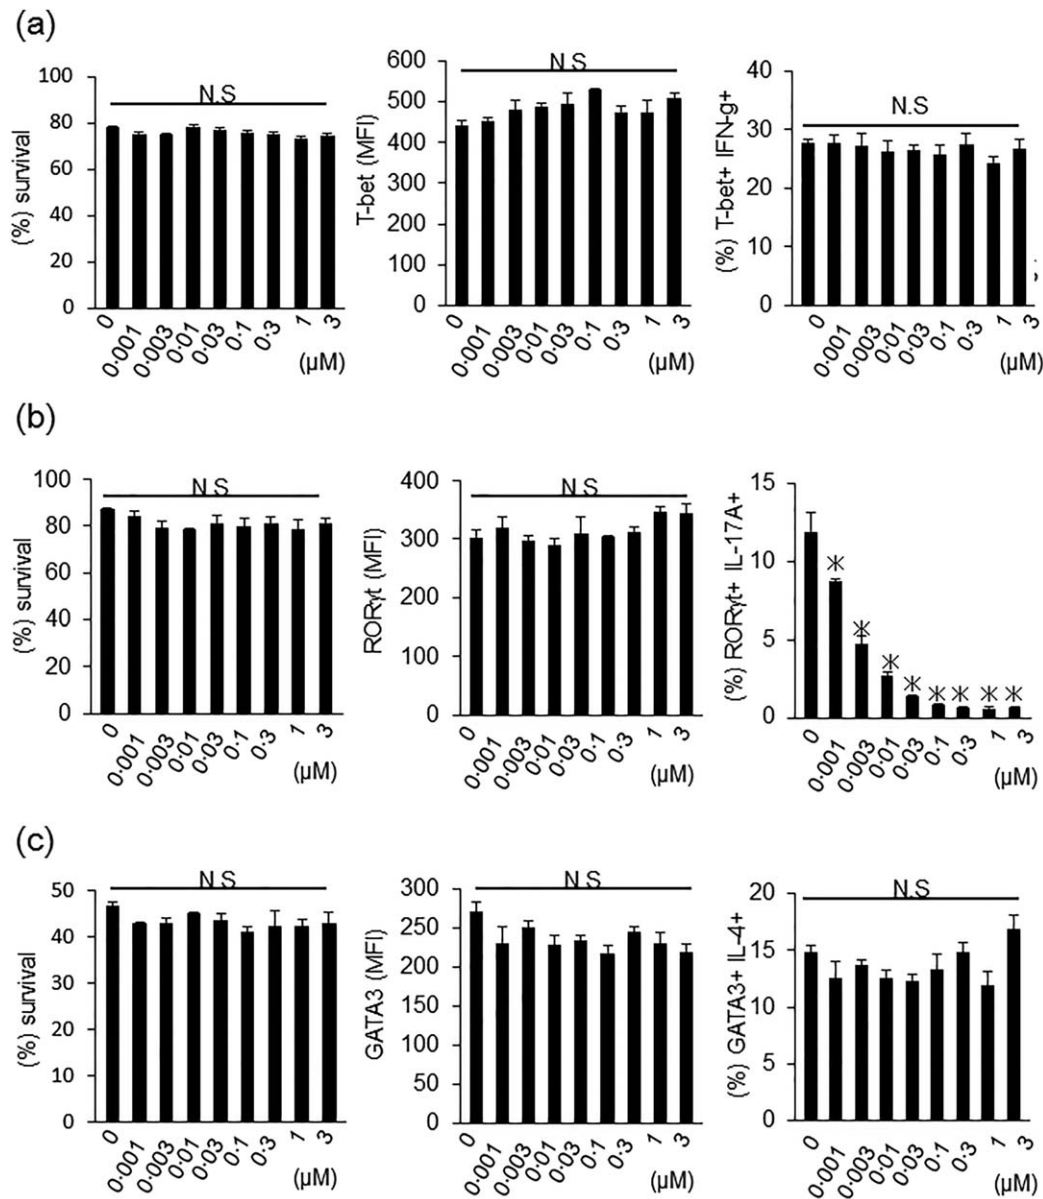 (a)
(%) survival
100
80
60
40
20
0
N.S
0 0·001 0·003 0·01 0·03 0·1 0·3 1 3
(µM)
T-bet (MFI)
600
500
400
300
200
100
0
N S
0 0·001 0·003 0·01 0·03 0·1 0·3 1 3
(µM)
(%) T-bet+ IFN-g+
40
30
20
10
0
N.S
0 0·001 0·003 0·01 0·03 0·1 0·3 1 3
(µM)
(b)
(%) survival
100
80
60
40
20
0
N S
0 0·001 0·003 0·01 0·03 0·1 0·3 1 3
(µM)
RORγt (MFI)
400
300
200
100
0
N S
0 0·001 0·003 0·01 0·03 0·1 0·3 1 3
(µM)
(%) RORγt+ IL-17A+
15
10
5
0
* * * * * * * *
0 0·001 0·003 0·01 0·03 0·1 0·3 1 3
(µM)
(c)
(%) survival
50
40
30
20
10
0
N S
0 0·001 0·003 0·01 0·03 0·1 0·3 1 3
(µM)
GATA3 (MFI)
300
250
200
150
100
50
0
N S
0 0·001 0·003 0·01 0·03 0·1 0·3 1 3
(µM)
(%) GATA3+ IL-4+
20
15
10
5
0
N.S
0 0·001 0·003 0·01 0·03 0·1 0·3 1 3
(µM)